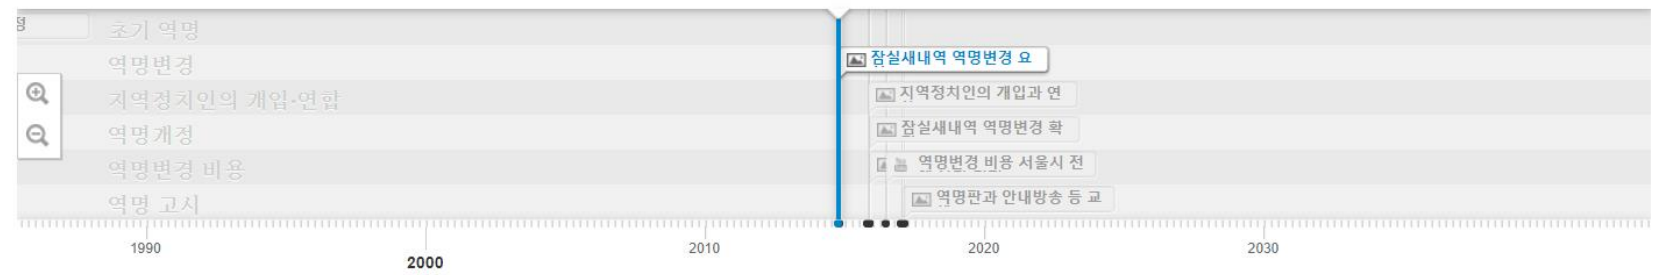 정
초기 역명
역명변경
잠실새내역 역명변경 요
지역정치인의 개입·연합
지역정치인의 개입과 연
역명개정
잠실새내역 역명변경 확
역명변경 비용
역명변경 비용 서울시 전
역명 고시
역명판과 안내방송 등 교
1990
2000
2010
2020
2030